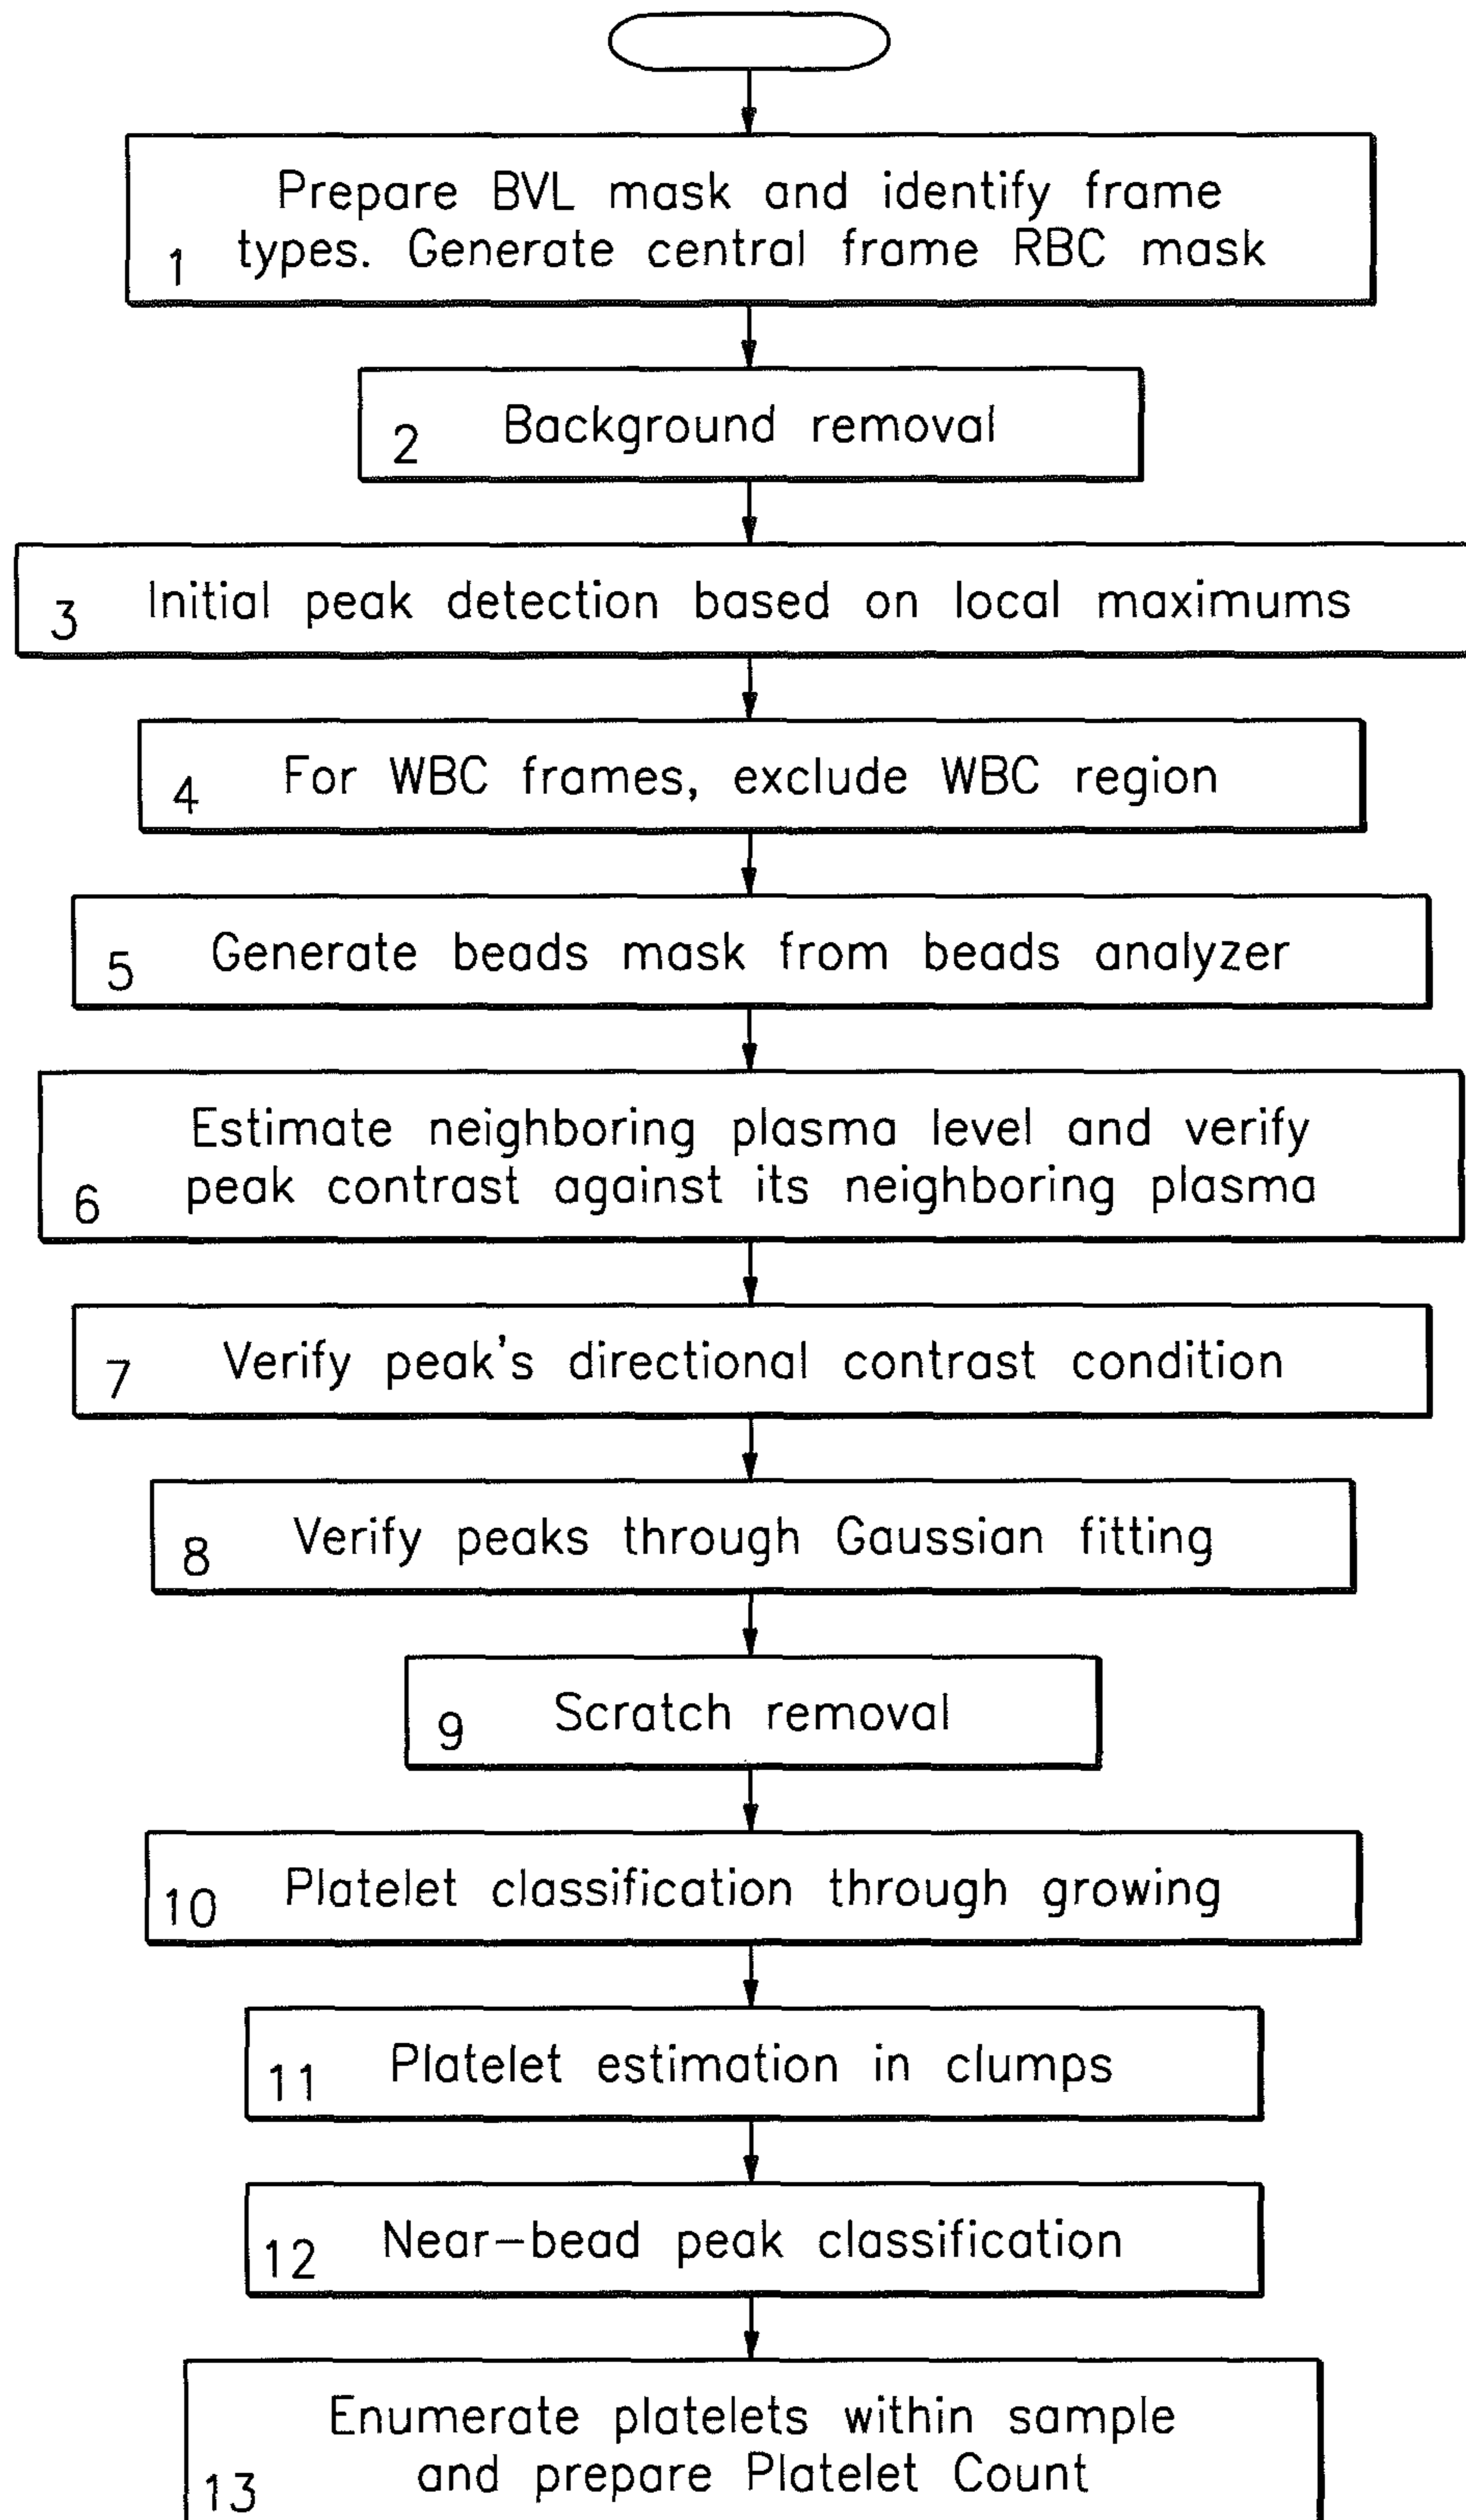 Prepare BVL mask and identify frame
1 types. Generate central frame RBC mask
2 Background removal
3 Initial peak detection based on local maximums
4 For WBC frames, exclude WBC region
5 Generate beads mask from beads analyzer
Estimate neighboring plasma level and verify
6 peak contrast against its neighboring plasma
7 Verify peak's directional contrast condition
8 Verify peaks through Gaussian fitting
9 Scratch removal
10 Platelet classification through growing
11 Platelet estimation in clumps
12 Near-bead peak classification
Enumerate platelets within sample
13 and prepare Platelet Count